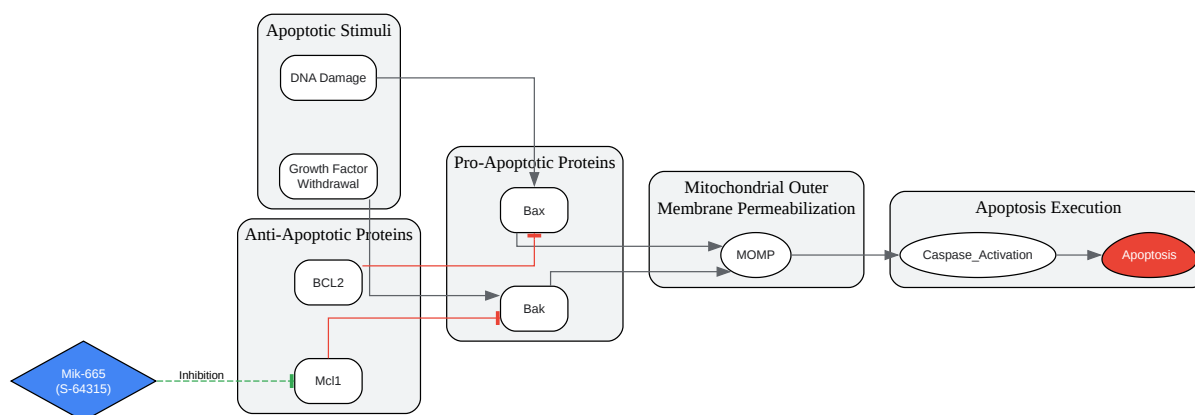 Apoptotic Stimuli
DNA Damage
Growth Factor
Withdrawal
Anti-Apoptotic Proteins
BCL2
Mcl1
Pro-Apoptotic Proteins
Bax
Bak
Mitochondrial Outer
Membrane Permeabilization
MOMP
Apoptosis Execution
Caspase_Activation
Apoptosis
Mik-665
(S-64315)
Inhibition